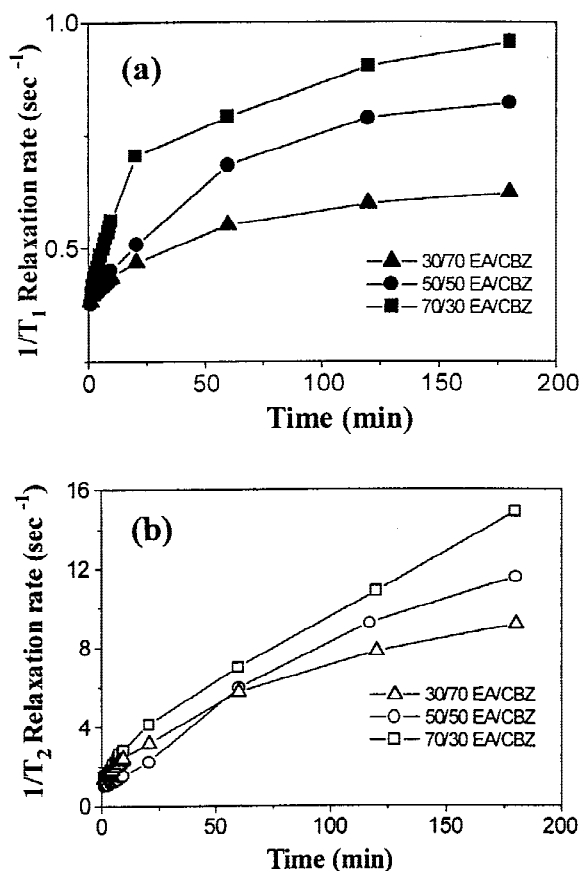 1.0
(a)
0.5
1/T1 Relaxation rate (sec -1)
30/70 EA/CBZ
50/50 EA/CBZ
70/30 EA/CBZ
0 50 100 150 200
Time (min)
16
(b)
12
8
4
0
1/T2 Relaxation rate (sec -1)
30/70 EA/CBZ
50/50 EA/CBZ
70/30 EA/CBZ
0 50 100 150 200
Time (min)